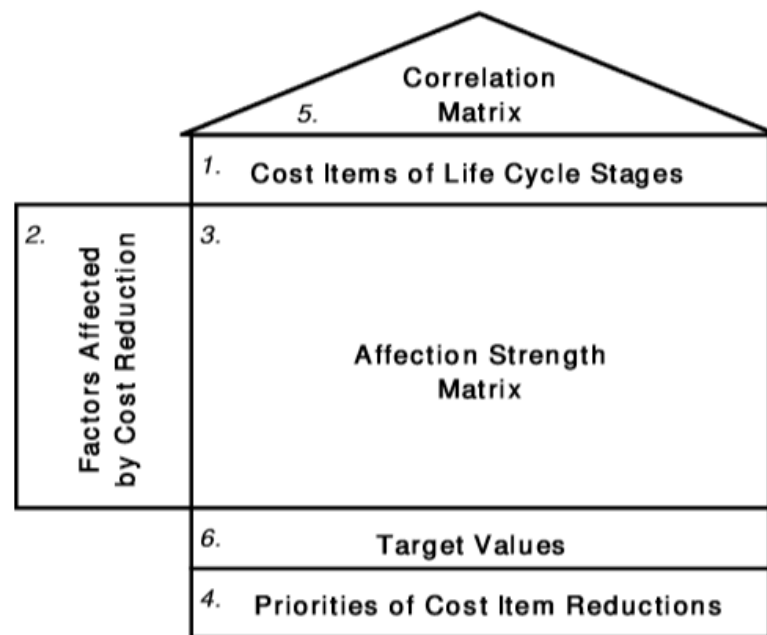 Correlation
5. Matrix
1. Cost Items of Life Cycle Stages
2.
Factors Affected
by Cost Reduction
3.
Affection Strength
Matrix
6. Target Values
4. Priorities of Cost Item Reductions